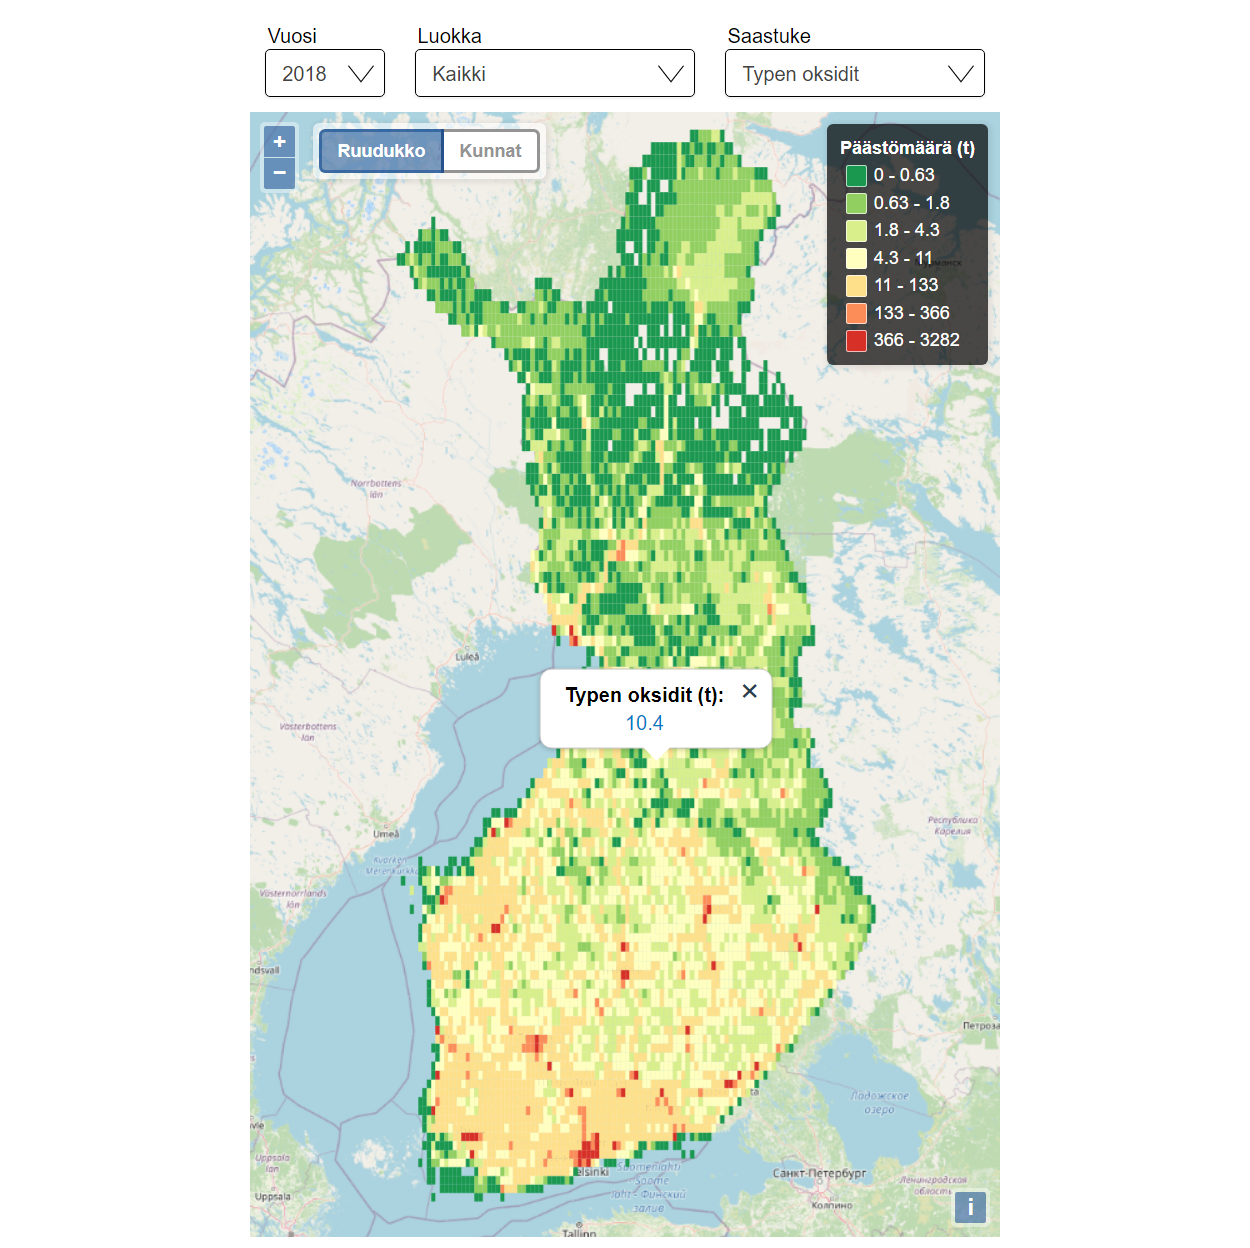 Vuosi
Luokka
Saastuke
2018
Kaikki
Typen oksidit
+
−
Ruudukko
Kunnat
Päästömäärä (t)
0 - 0.63
0.63 - 1.8
1.8 - 4.3
4.3 - 11
11 - 133
133 - 366
366 - 3282
Norrbottens
län
Luleå
Typen oksidit (t):
10.4
Västerbottens
län
Umeå
Kvarken
Merenkurkku
Västernorrlands
län
ndsvall
Республика
Карелия
Петроза
Ладожское
озеро
Uppsala
län
Uppsala
elsinki
Suomenlahti
Soome
laht - Финский
залив
Санкт-Петербург
Колпино
Ленинградская
область
Tallinn
i